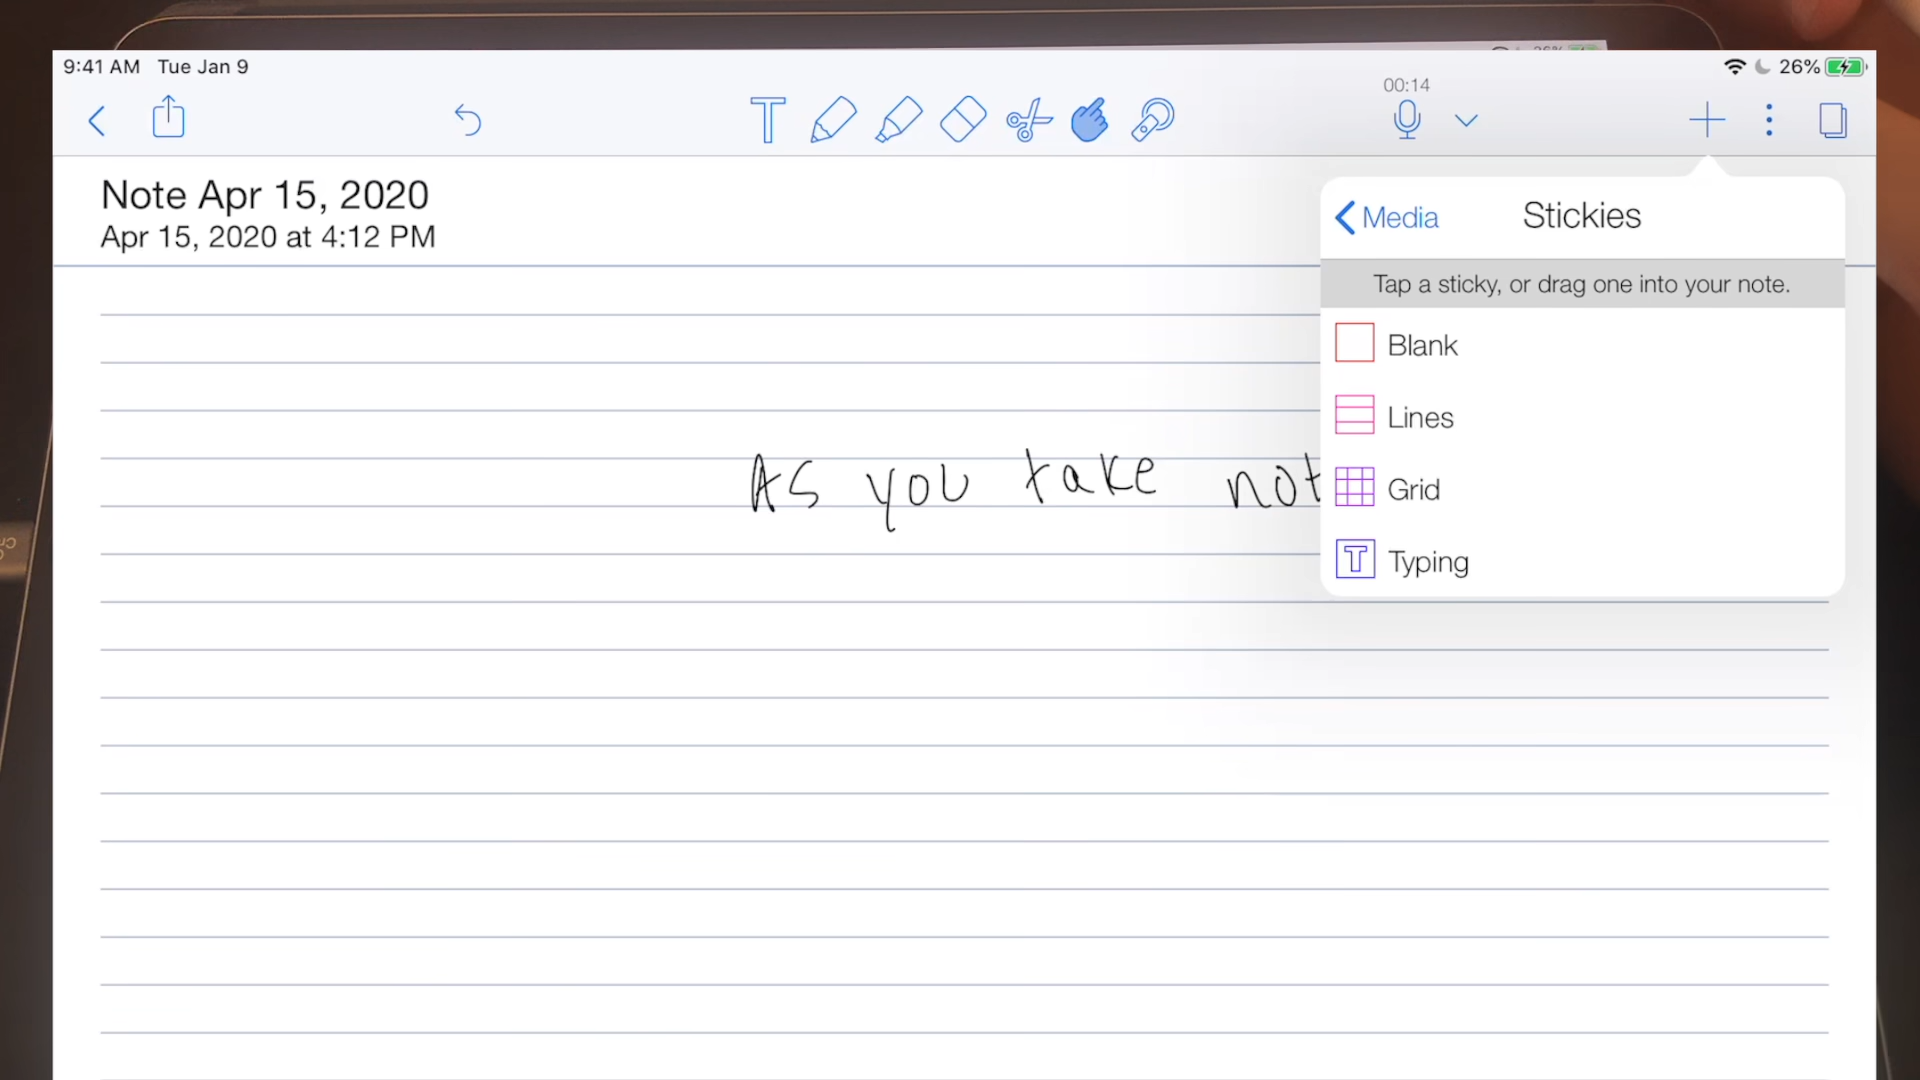 9:41 AM Tue Jan 9
26%
00:14
Note Apr 15, 2020
Apr 15, 2020 at 4:12 PM
Media
Stickies
Tap a sticky, or drag one into your note.
Blank
Lines
Grid
T Typing
As you take not